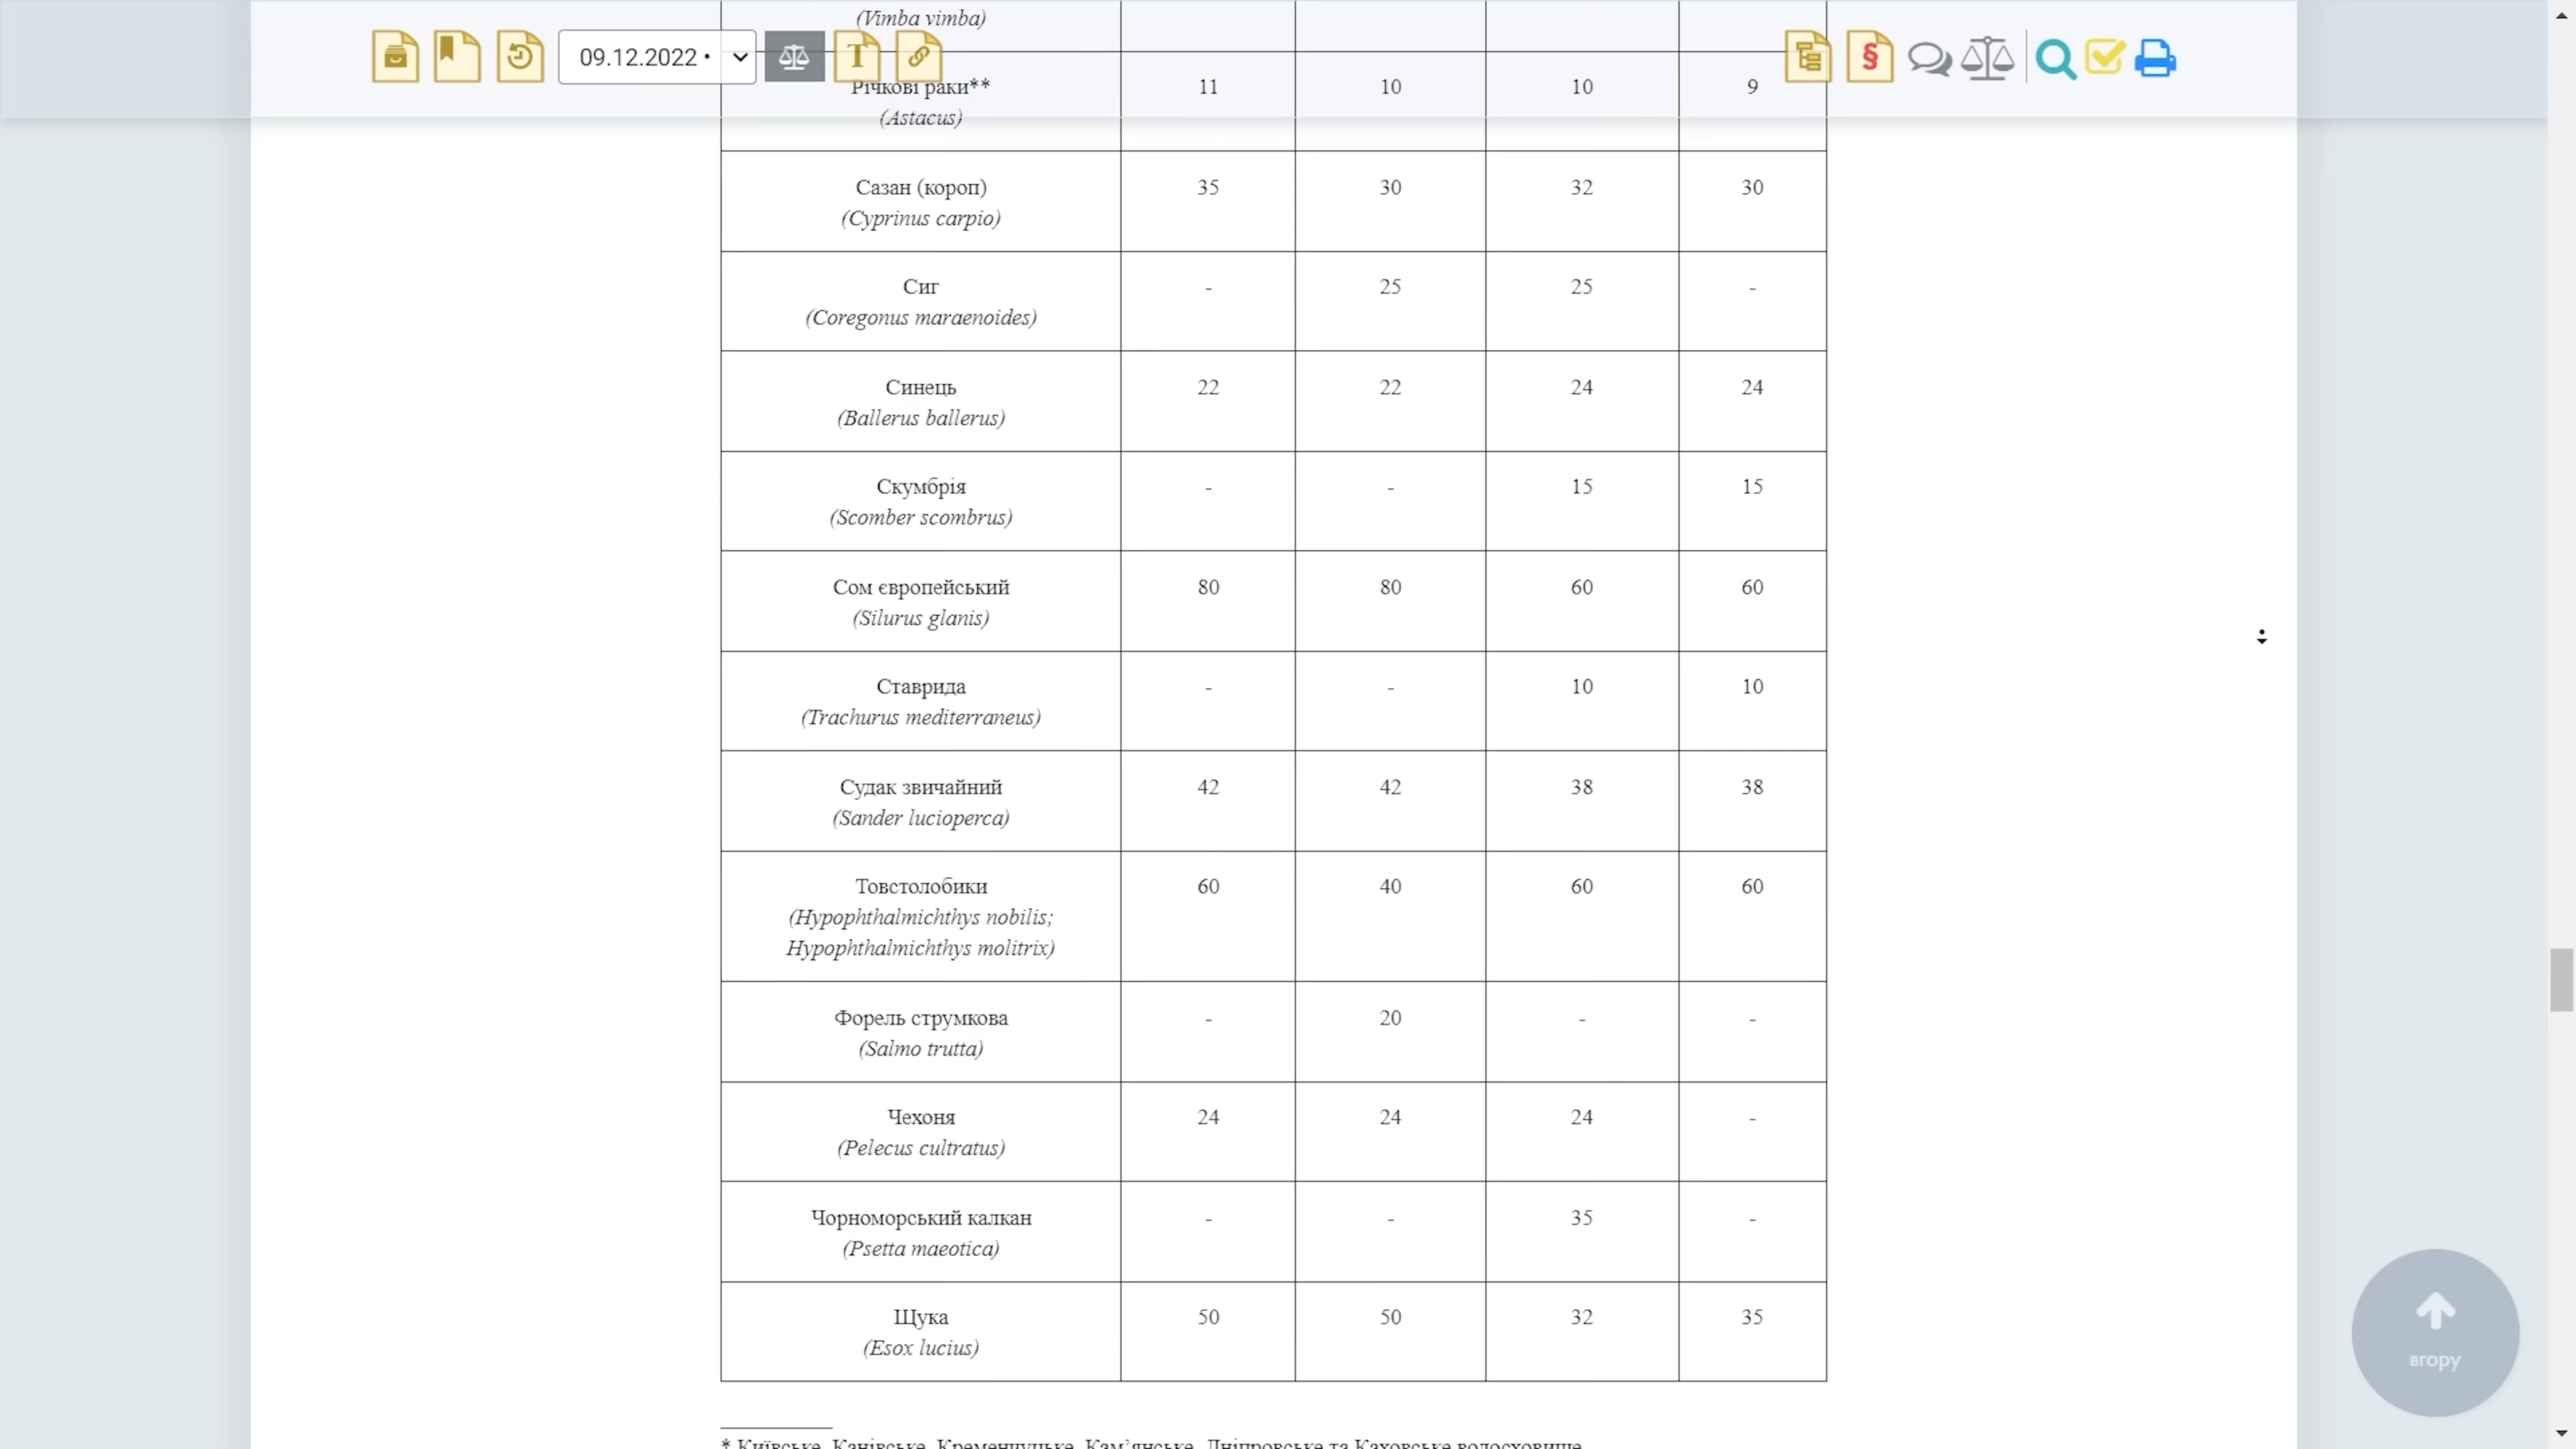 (Vimba vimba)
09.12.2022 •
T
§
Річкові раки** 11 10 10 9
(Astacus)
Сазан (короп) 35 30 32 30
(Cyprinus carpio)
Сиг - 25 25 -
(Coregonus maraenoides)
Синець 22 22 24 24
(Ballerus ballerus)
Скумбрія - - 15 15
(Scomber scombrus)
Сом європейський 80 80 60 60
(Silurus glanis)
Ставрида - - 10 10
(Trachurus mediterraneus)
Судак звичайний 42 42 38 38
(Sander lucioperca)
Товстолобики 60 40 60 60
(Hypophthalmichthys nobilis;
Hypophthalmichthys molitrix)
Форель струмкова - 20 - -
(Salmo trutta)
Чехоня 24 24 24 -
(Pelecus cultratus)
Чорноморський калкан - - 35 -
(Psetta maeotica)
Щука 50 50 32 35
(Esox lucius)
вгору
* Київське, Канівське, Кременчуцьке, Кам’янське, Дніпровське та Каховське водосховище